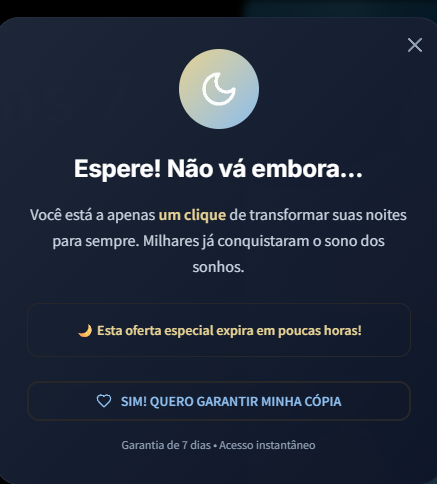 Espere! Não vá embora...
Você está a apenas um clique de transformar suas noites
para sempre. Milhares já conquistaram o sono dos
sonhos.
🌙 Esta oferta especial expira em poucas horas!
SIM! QUERO GARANTIR MINHA CÓPIA
Garantia de 7 dias • Acesso instantâneo